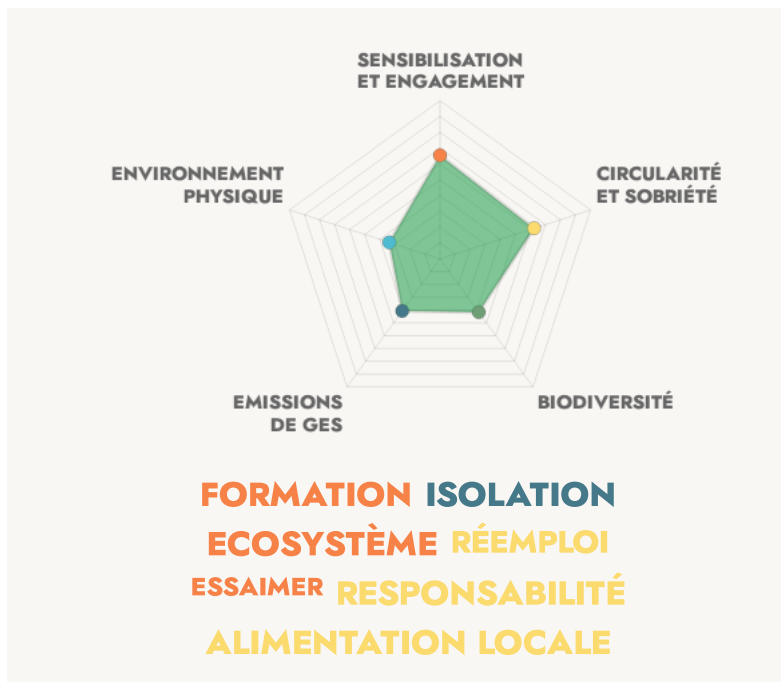 SENSIBILISATION
ET ENGAGEMENT
ENVIRONNEMENT
PHYSIQUE
CIRCULARITÉ
ET SOBRIÉTÉ
EMISSIONS
DE GES
BIODIVERSITÉ
FORMATION ISOLATION
ECOSYSTÈME RÉEMPLOI
ESSAIMER RESPONSABILITÉ
ALIMENTATION LOCALE